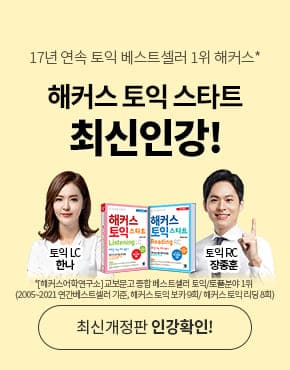 17년 연속 토익 베스트셀러 1위 해커스*
해커스 토익 스타트
최신인강!
토익 LC
한나
해커스
토익 스타트
Listening LC
해커스
토익 스타트
Reading RC
토익 RC
장종훈
*[해커스어학연구소] 교보문고 종합 베스트셀러 토익/토플분야 1위
(2005~2021 연간베스트셀러 기준, 해커스 토익 보카 9회/ 해커스 토익 리딩 8회)
최신개정판 인강확인!